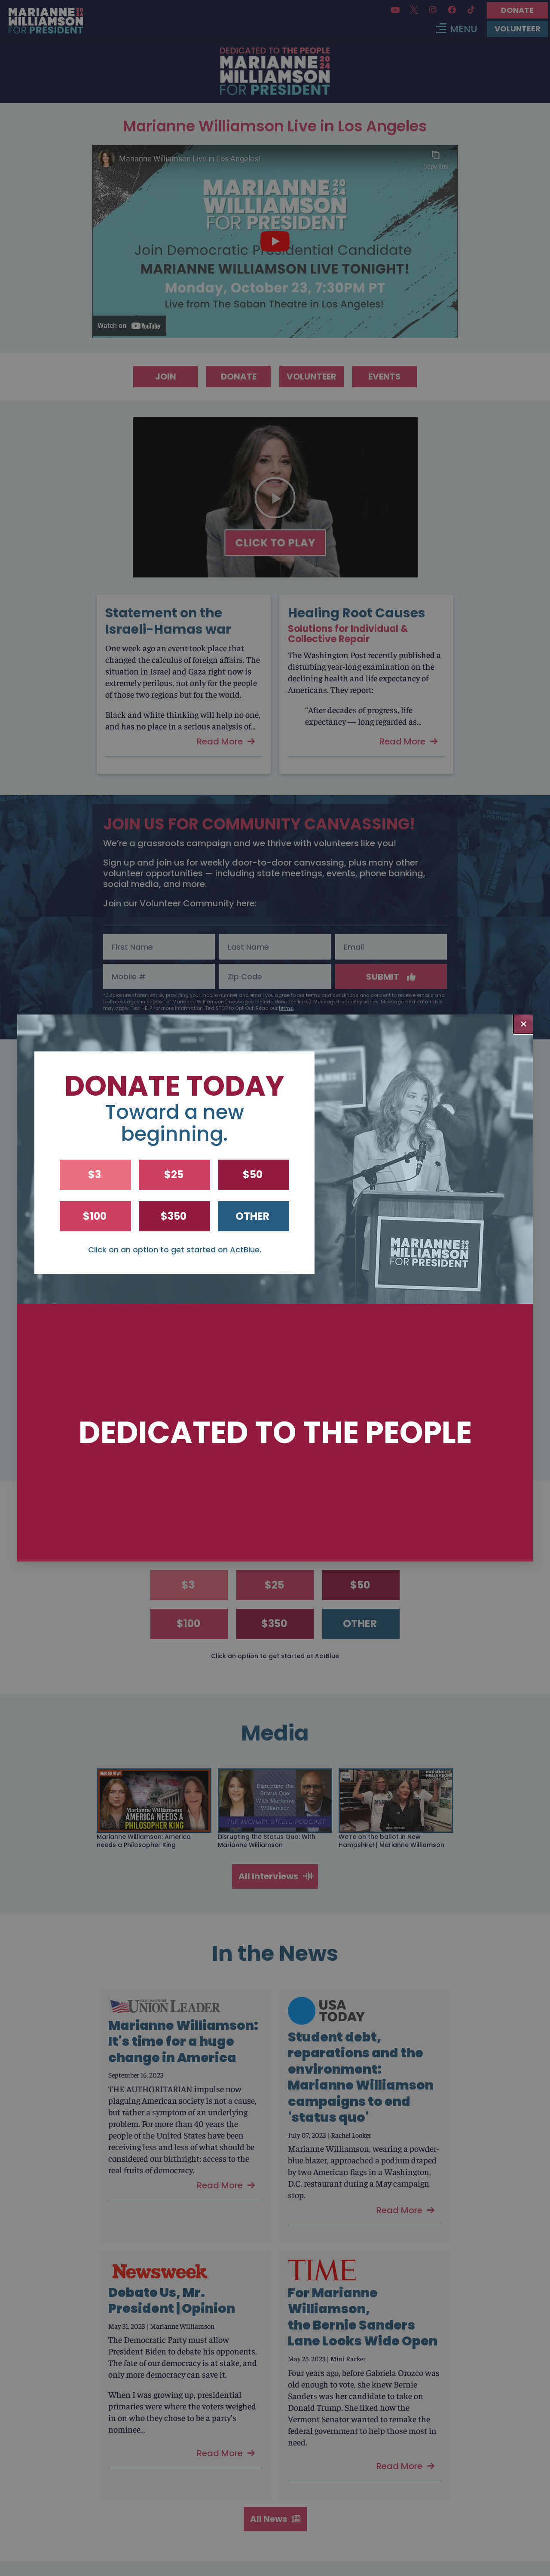 MARIANNE
WILLIAMSON
FOR PRESIDENT
DONATE
MENU
VOLUNTEER
DEDICATED TO THE PEOPLE
MARIANNE 2024
WILLIAMSON
FOR PRESIDENT
Marianne Williamson Live in Los Angeles
Marianne Williamson Live in Los Angeles!
Copy link
MARIANNE 2024
WILLIAMSON
FOR PRESIDENT
Join Democratic Presidential Candidate
MARIANNE WILLIAMSON LIVE TONIGHT!
Monday, October 23, 7:30PM PT
Live from The Saban Theatre in Los Angeles!
Watch on YouTube
JOIN
DONATE
VOLUNTEER
EVENTS
CLICK TO PLAY
Statement on the
Israeli-Hamas war
One week ago an event took place that
changed the calculus of foreign affairs. The
situation in Israel and Gaza right now is
extremely perilous, not only for the people
of those two regions but for the world.
Black and white thinking will help no one,
and has no place in a serious analysis of...
Read More
Healing Root Causes
Solutions for Individual &
Collective Repair
The Washington Post recently published a
disturbing year-long examination on the
declining health and life expectancy of
Americans. They report:
"After decades of progress, life
expectancy — long regarded as...
Read More
JOIN US FOR COMMUNITY CANVASSING!
We're a grassroots campaign and we thrive with volunteers like you!
Sign up and join us for weekly door-to-door canvassing, plus many other
volunteer opportunities — including state meetings, events, phone banking,
social media, and more.
Join our Volunteer Community here:
First Name
Last Name
Email
Mobile #
Zip Code
SUBMIT
×
DONATE TODAY
Toward a new
beginning.
$3
$25
$50
$100
$350
OTHER
Click on an option to get started on ActBlue.
MARIANNE
WILLIAMSON
FOR PRESIDENT
DEDICATED TO THE PEOPLE
$3
$25
$50
$100
$350
OTHER
Click an option to get started at ActBlue
Media
Marianne Williamson:
AMERICA NEEDS A
PHILOSOPHER KING
Marianne Williamson: America
needs a Philosopher King
Disrupting the
Status Quo:
With Marianne
Williamson
THE MICHAEL STEELE PODCAST
Disrupting the Status Quo: With
Marianne Williamson
We're on the ballot in New
Hampshire! | Marianne Williamson
All Interviews
In the News
UNION LEADER
Marianne Williamson:
It's time for a huge
change in America
September 16, 2023
THE AUTHORITARIAN impulse now
plaguing American society is not a cause,
but rather a symptom of an underlying
problem. For more than 40 years the
people of the United States have been
receiving less and less of what should be
considered our birthright: access to the
real fruits of democracy.
Read More
USA
TODAY
Student debt,
reparations and the
environment:
Marianne Williamson
campaigns to end
'status quo'
July 07, 2023 | Rachel Looker
Marianne Williamson, wearing a powder-
blue blazer, approached a podium draped
by two American flags in a Washington,
D.C. restaurant during a May campaign
stop.
Read More
Newsweek
Debate Us, Mr.
President | Opinion
May 31, 2023 | Marianne Williamson
The Democratic Party must allow
President Biden to debate his opponents.
The fate of our democracy is at stake, and
only more democracy can save it.
When I was growing up, presidential
primaries were where the voters weighed
in on who they chose to be a party's
nominee...
Read More
TIME
For Marianne
Williamson,
the Bernie Sanders
Lane Looks Wide Open
May 23, 2023 | Mini Racker
Four years ago, before Gabriela Orozco was
old enough to vote, she knew Bernie
Sanders was her candidate to take on
Donald Trump. She liked how the
Vermont Senator wanted to remake the
federal government to help those most in
need.
Read More
All News